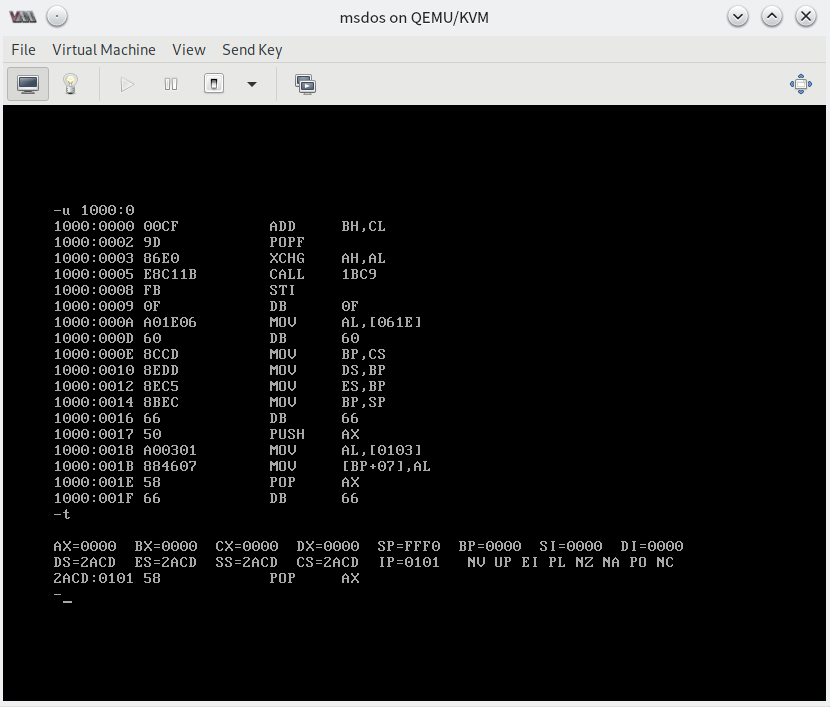 msdos on QEMU/KVM
File Virtual Machine View Send Key
-u 1000:0
1000:0000 00CF ADD BH,CL
1000:0002 9D POPF
1000:0003 86E0 XCHG AH,AL
1000:0005 E8C11B CALL 1BC9
1000:0008 FB STI
1000:0009 0F DB 0F
1000:000A A01E06 MOV AL,[061E]
1000:000D 60 DB 60
1000:000E 8CCD MOV BP,CS
1000:0010 8EDD MOV DS,BP
1000:0012 8EC5 MOV ES,BP
1000:0014 8BEC MOV BP,SP
1000:0016 66 DB 66
1000:0017 50 PUSH AX
1000:0018 A00301 MOV AL,[0103]
1000:001B 884607 MOV [BP+07],AL
1000:001E 58 POP AX
1000:001F 66 DB 66
-t
AX=0000 BX=0000 CX=0000 DX=0000 SP=FFF0 BP=0000 SI=0000 DI=0000
DS=2ACD ES=2ACD SS=2ACD CS=2ACD IP=0101 NV UP EI PL NZ NA PO NC
2ACD:0101 58 POP AX
-_